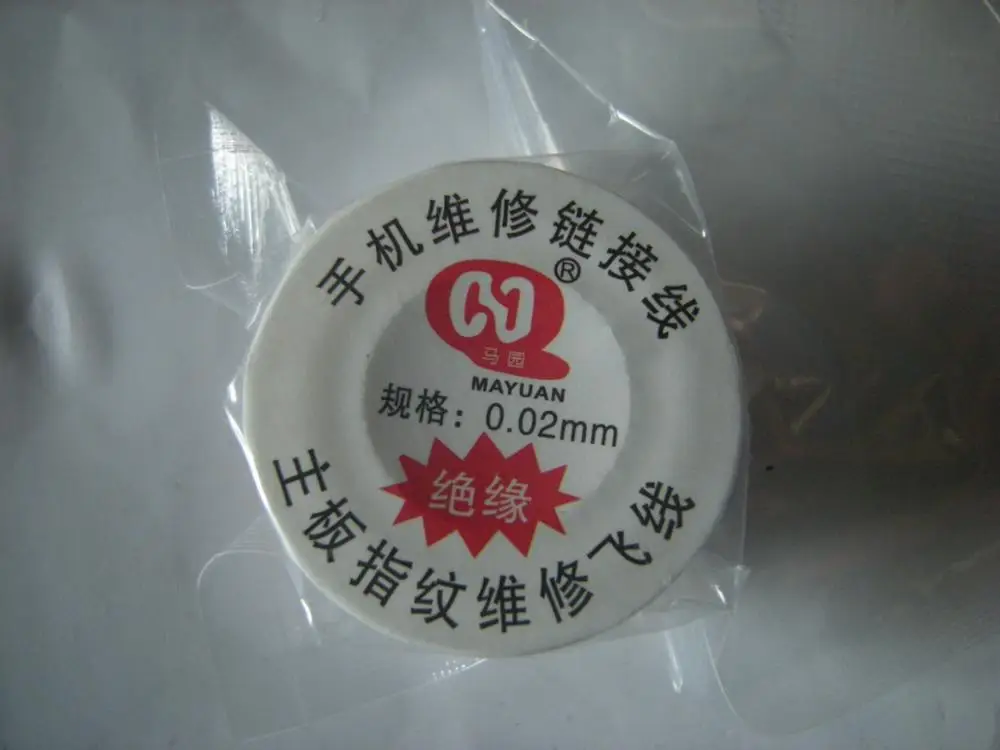 手机维修链接线
®
马园
MAYUAN
规格：0.02mm
绝缘
主板指纹维修飞线